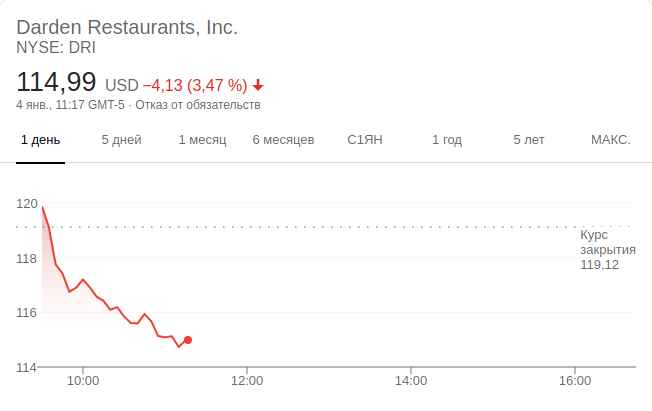 Darden Restaurants, Inc.
NYSE: DRI
114,99 USD −4,13 (3,47 %)
4 янв., 11:17 GMT-5 · Отказ от обязательств
1 день 5 дней 1 месяц 6 месяцев С1ЯН 1 год 5 лет МАКС.
120
Курс
закрытия
119,12
118
116
114
10:00 12:00 14:00 16:00